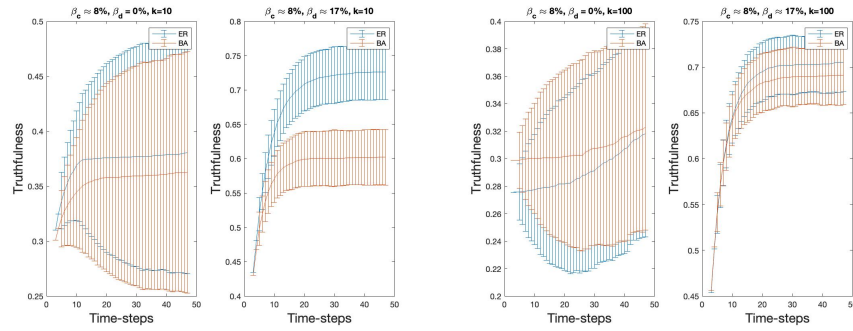 β_c ≈ 8%, β_d = 0%, k=10
0.5
0.45
0.4
0.35
0.3
0.25
Truthfulness
0 10 20 30 40 50
Time-steps
ER
BA
β_c ≈ 8%, β_d ≈ 17%, k=10
0.8
0.75
0.7
0.65
0.6
0.55
0.5
0.45
0.4
Truthfulness
0 10 20 30 40 50
Time-steps
ER
BA
β_c ≈ 8%, β_d = 0%, k=100
0.4
0.38
0.36
0.34
0.32
0.3
0.28
0.26
0.24
0.22
0.2
Truthfulness
0 10 20 30 40 50
Time-steps
ER
BA
β_c ≈ 8%, β_d ≈ 17%, k=100
0.75
0.7
0.65
0.6
0.55
0.5
0.45
Truthfulness
0 10 20 30 40 50
Time-steps
ER
BA